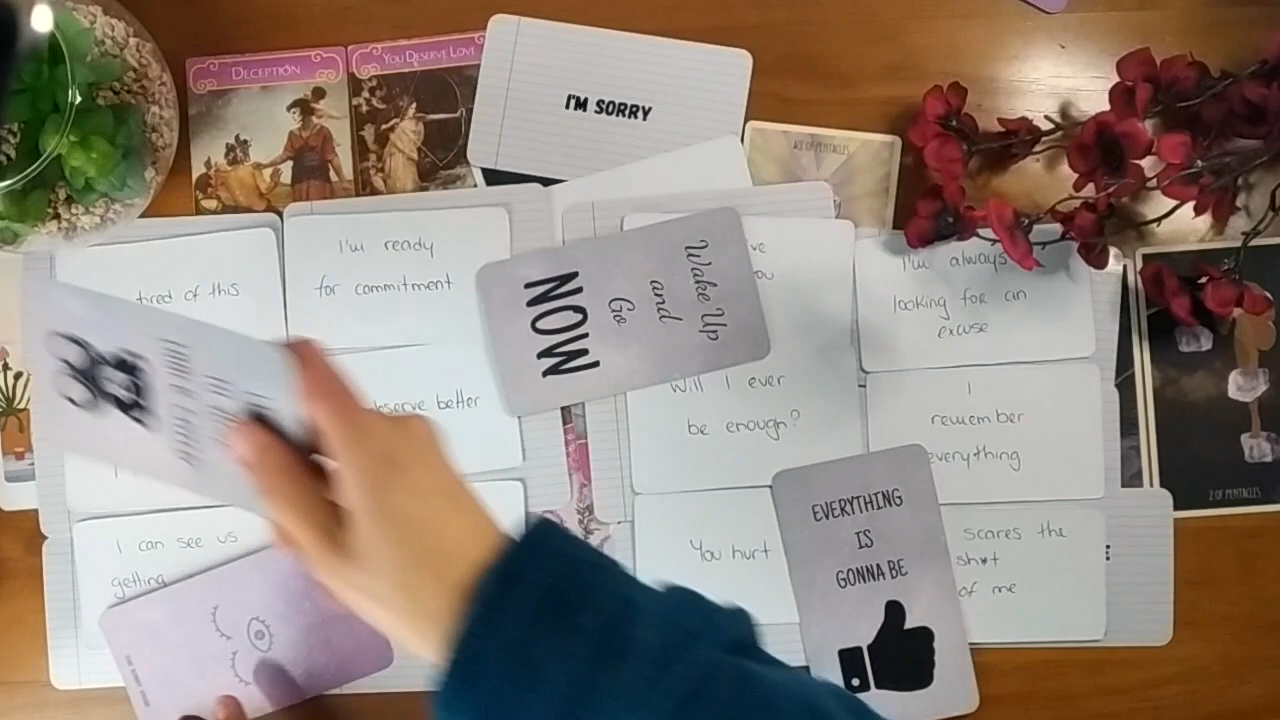 DECEPTION
YOU DESERVE LOVE
I'M SORRY
ACE OF PENTACLES
tired of this
I'm ready
for commitment
Wake Up
and
Go
NOW
I'm always
looking for an
excuse
better
Will I ever
be enough?
I
remember
everything
I can see us
getting
You hurt
EVERYTHING
IS
GONNA BE
scares the
sh*t
of me
2 OF PENTACLES